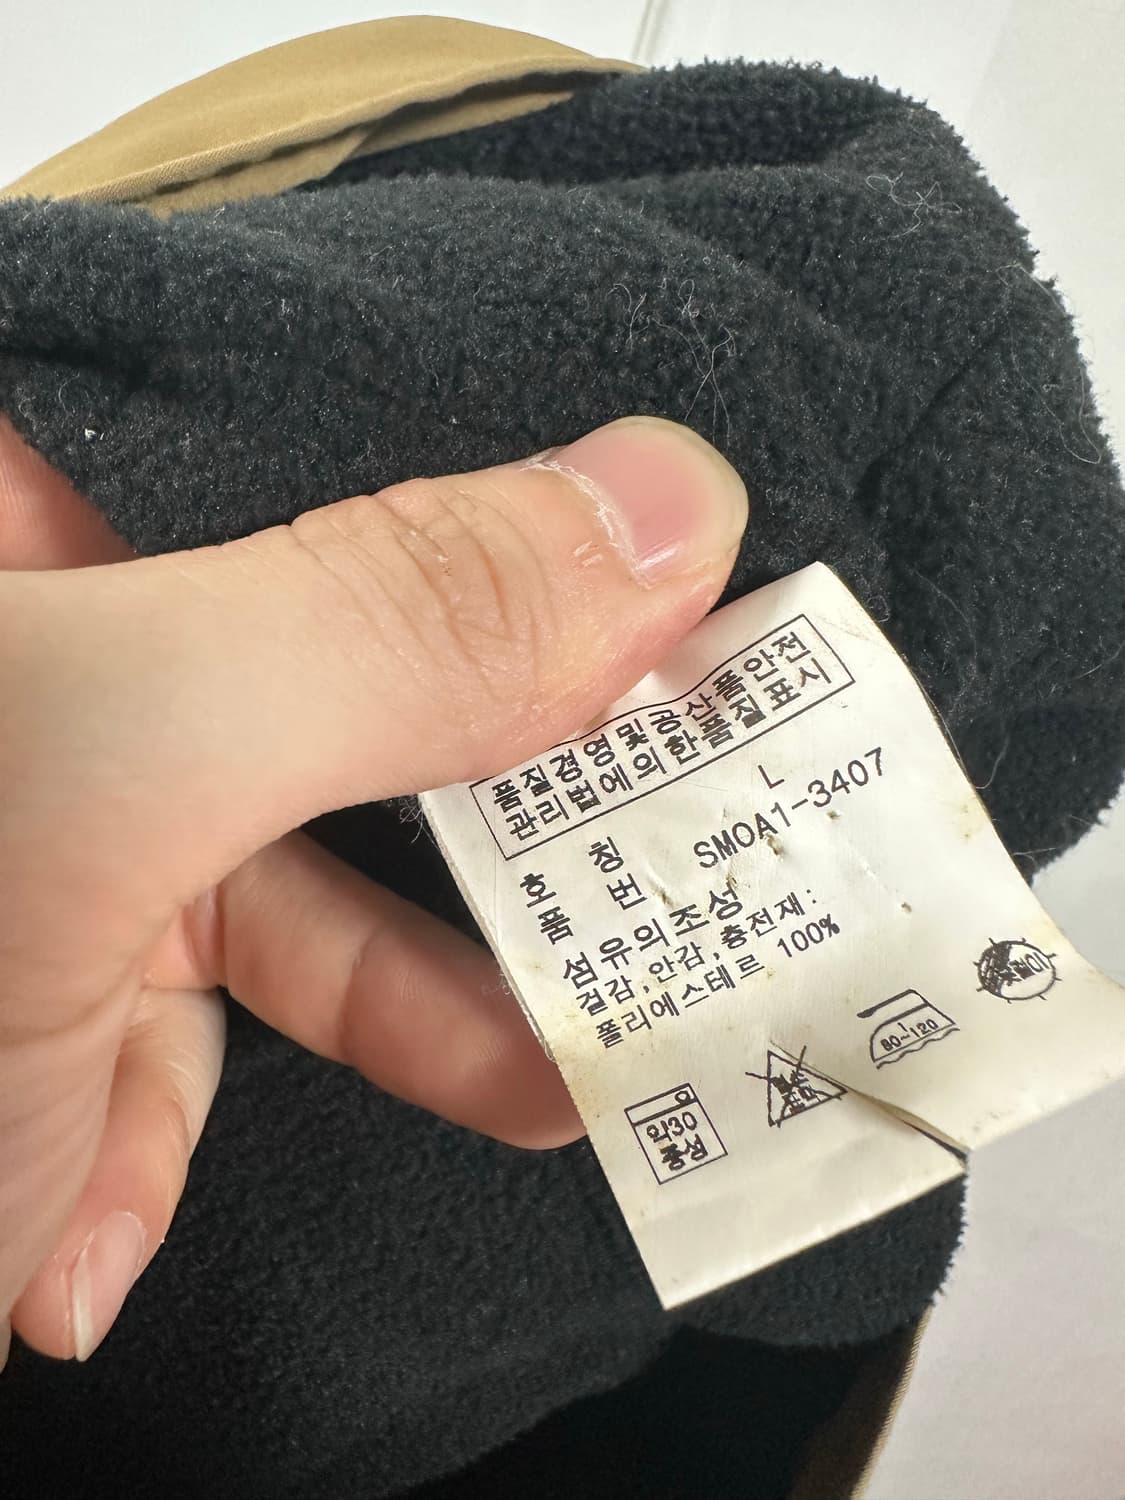 품질경영및공산품안전
관리법에의한품질표시
호 칭 L
품 번 SMOA1-3407
섬유의조성
겉감,안감,충전재:
폴리에스테르 100%
약30
중성
80~120